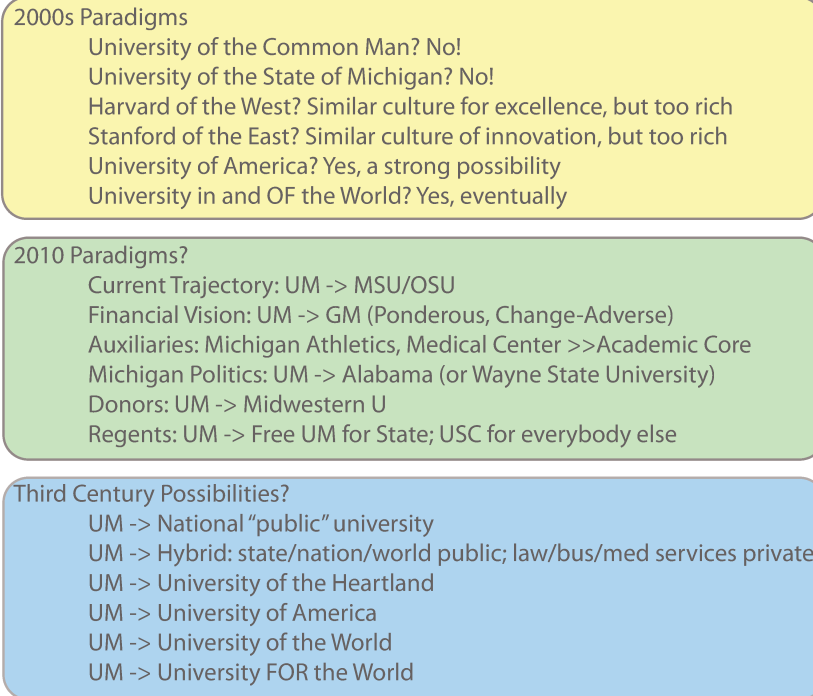 2000s Paradigms
University of the Common Man? No!
University of the State of Michigan? No!
Harvard of the West? Similar culture for excellence, but too rich
Stanford of the East? Similar culture of innovation, but too rich
University of America? Yes, a strong possibility
University in and OF the World? Yes, eventually
2010 Paradigms?
Current Trajectory: UM -> MSU/OSU
Financial Vision: UM -> GM (Ponderous, Change-Adverse)
Auxiliaries: Michigan Athletics, Medical Center >>Academic Core
Michigan Politics: UM -> Alabama (or Wayne State University)
Donors: UM -> Midwestern U
Regents: UM -> Free UM for State; USC for everybody else
Third Century Possibilities?
UM -> National “public” university
UM -> Hybrid: state/nation/world public; law/bus/med services private
UM -> University of the Heartland
UM -> University of America
UM -> University of the World
UM -> University FOR the World